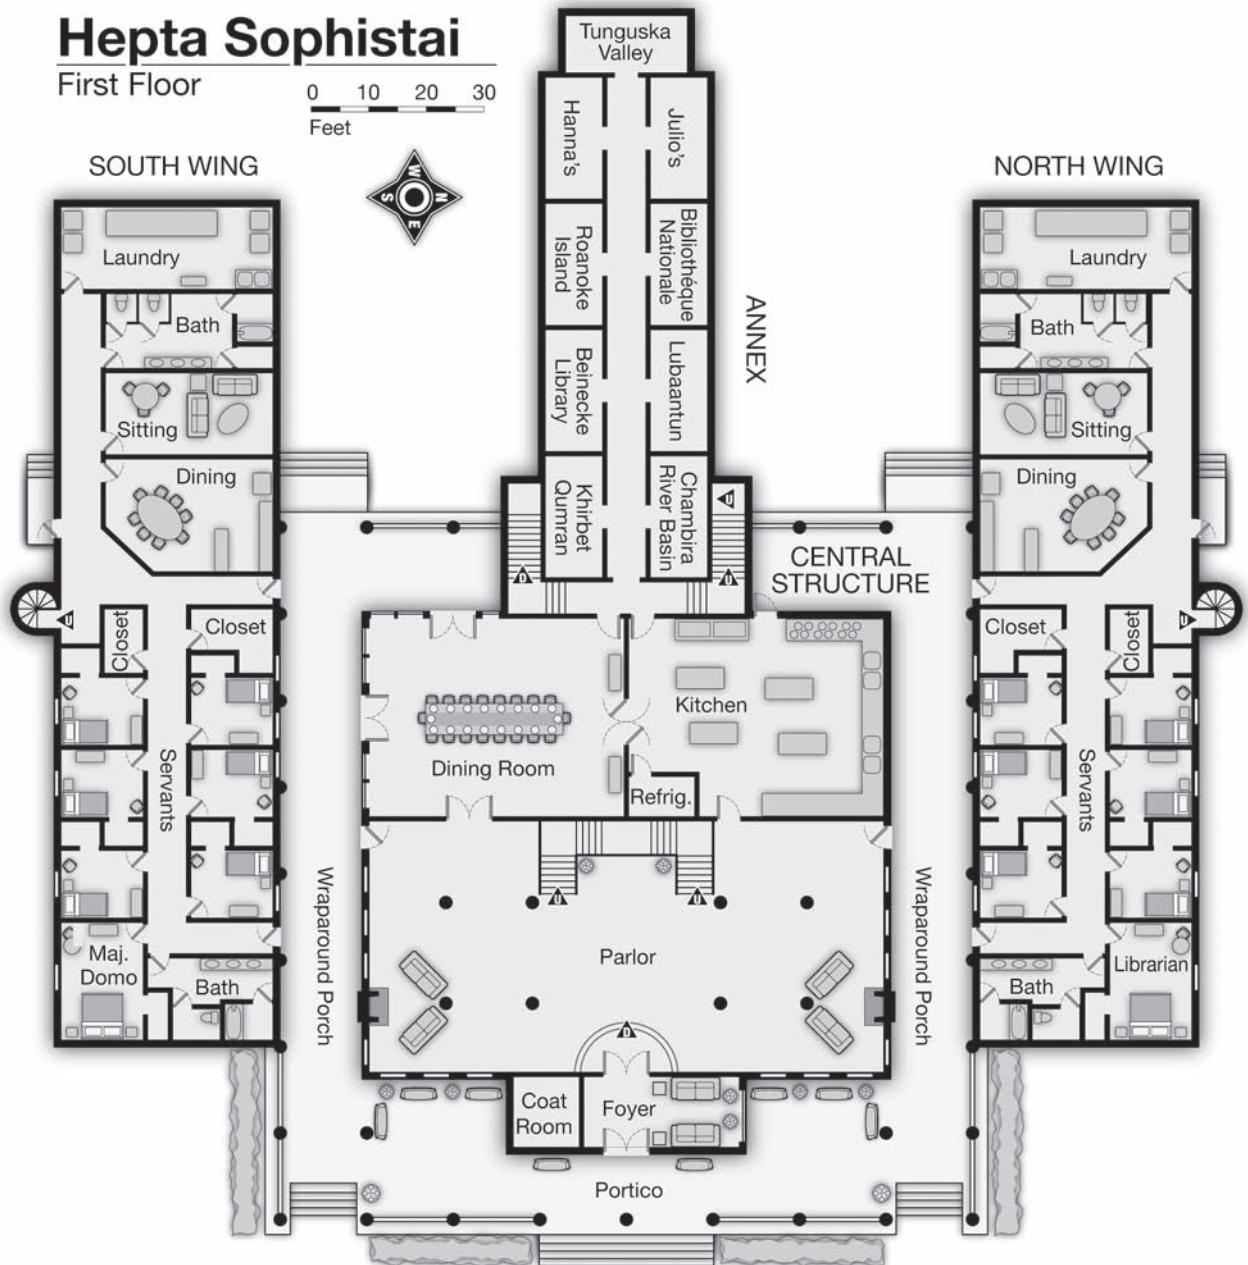 Hepta Sophistai
First Floor
0 10 20 30
Feet
W
N
S
E
SOUTH WING
NORTH WING
ANNEX
CENTRAL
STRUCTURE
Tunguska
Valley
Hanna's
Julio's
Roanoke
Island
Bibliothéque
Nationale
Beinecke
Library
Lubaantun
Khirbet
Qumran
Chambira
River Basin
Laundry
Bath
Sitting
Dining
U
Closet
Closet
Servants
Maj.
Domo
Bath
D
U
U
Dining Room
Kitchen
Refrig.
U
U
Parlor
D
Wraparound Porch
Wraparound Porch
Coat
Room
Foyer
Portico
Laundry
Bath
Sitting
Dining
U
Closet
Closet
Servants
Librarian
Bath